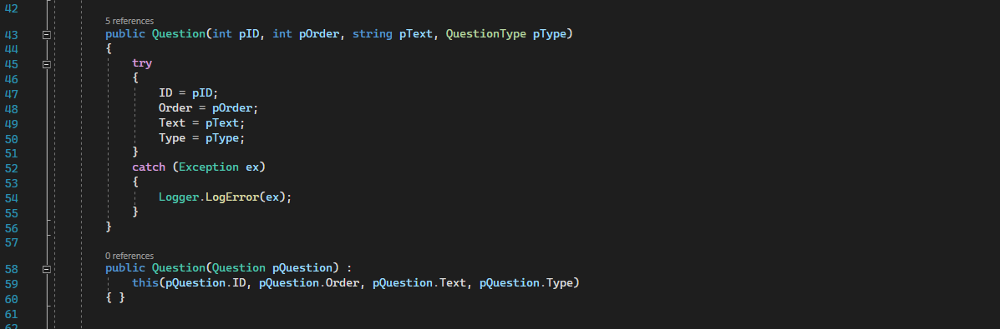 42
5 references
43 public Question(int pID, int pOrder, string pText, QuestionType pType)
44 {
45 try
46 {
47 ID = pID;
48 Order = pOrder;
49 Text = pText;
50 Type = pType;
51 }
52 catch (Exception ex)
53 {
54 Logger.LogError(ex);
55 }
56 }
57
0 references
58 public Question(Question pQuestion) :
59 this(pQuestion.ID, pQuestion.Order, pQuestion.Text, pQuestion.Type)
60 { }
61
62